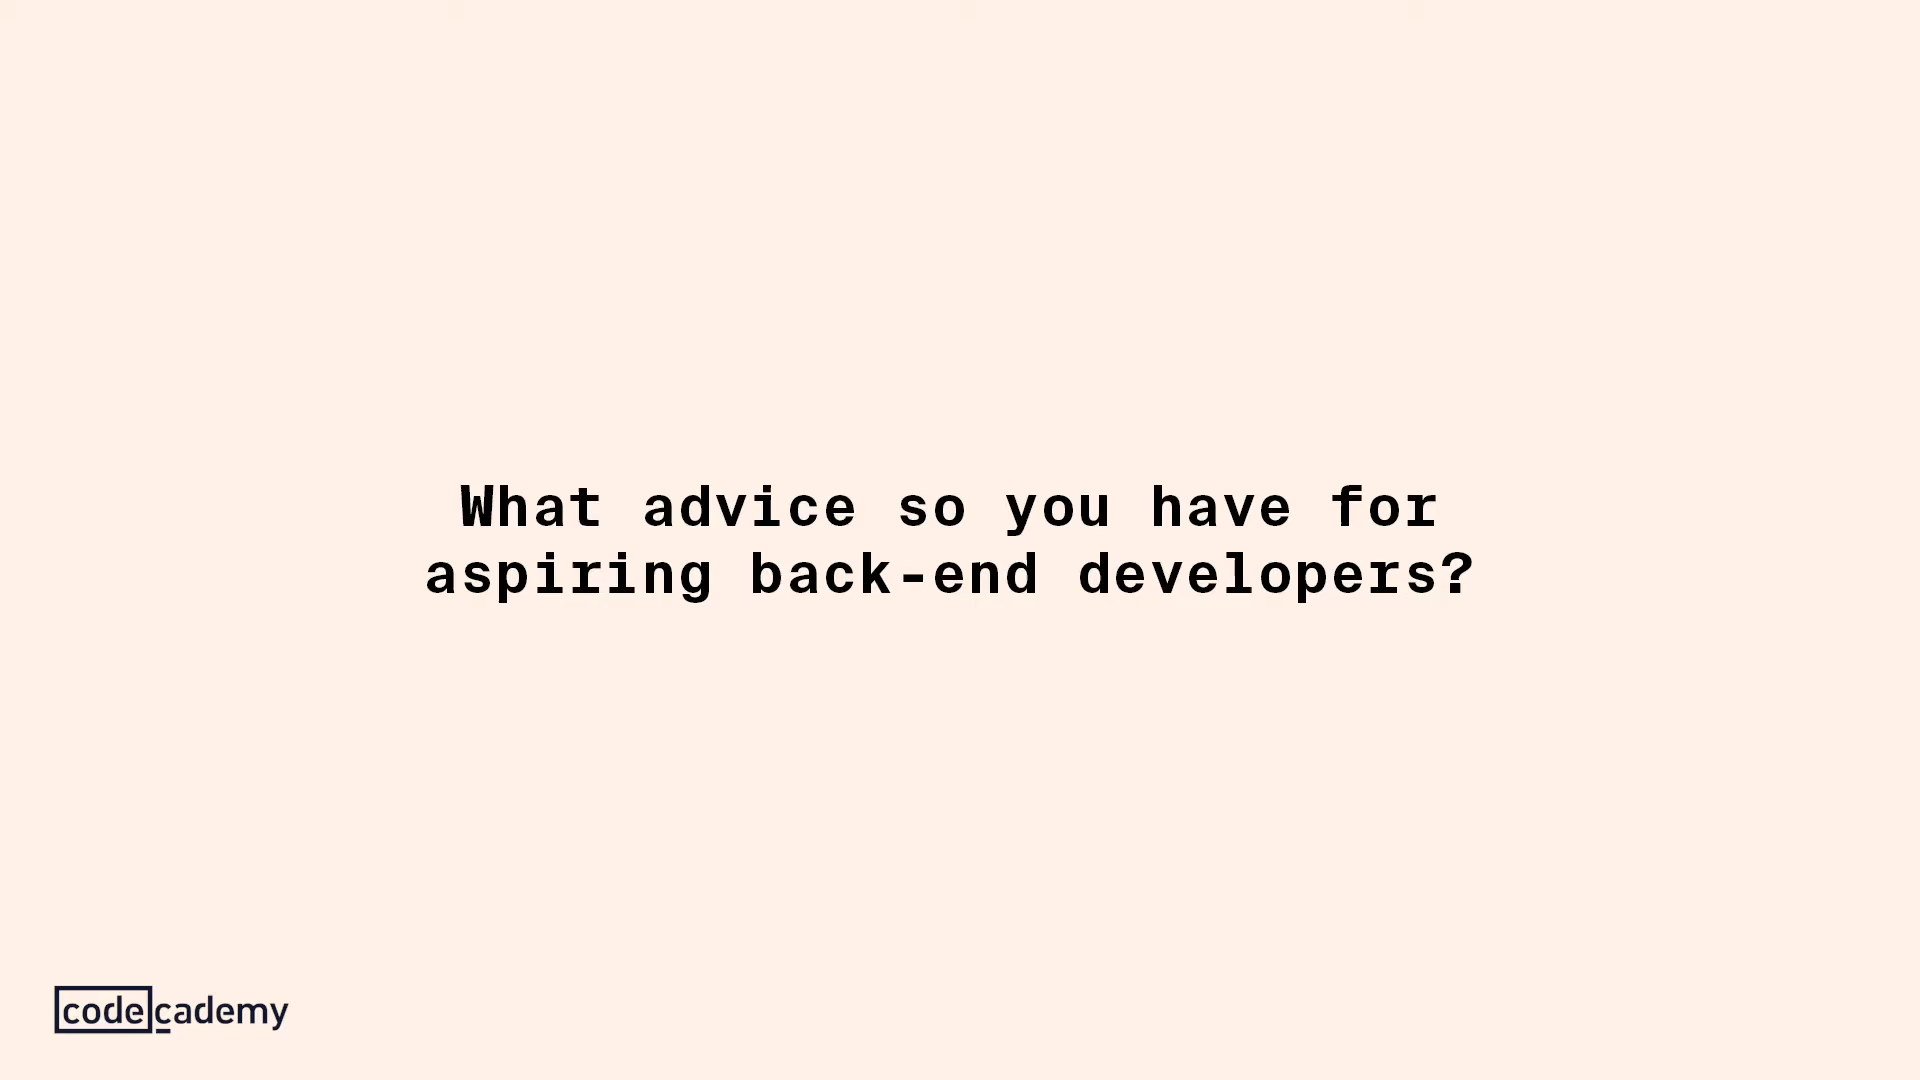 What advice so you have for
aspiring back-end developers?
codecademy